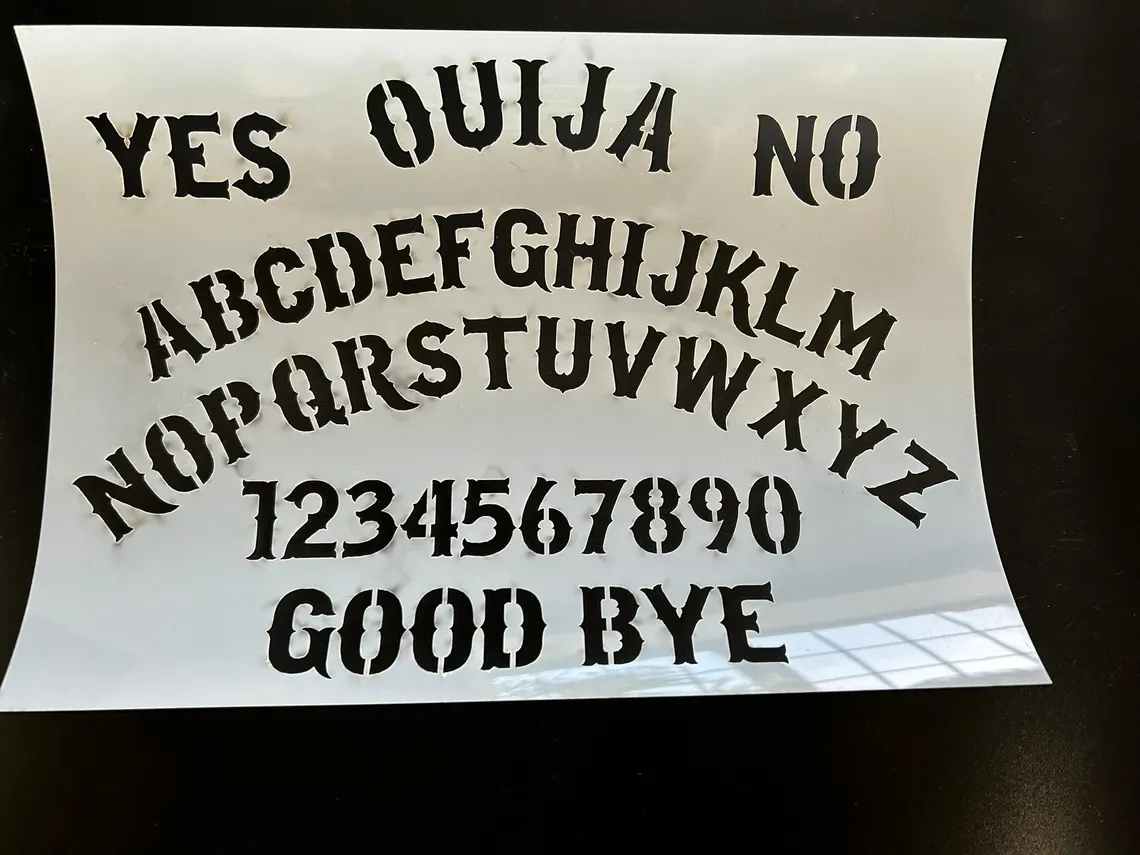 YES OUIJA NO
ABCDEFGHIJKLM
NOPQRSTUVWXYZ
1234567890
GOOD BYE